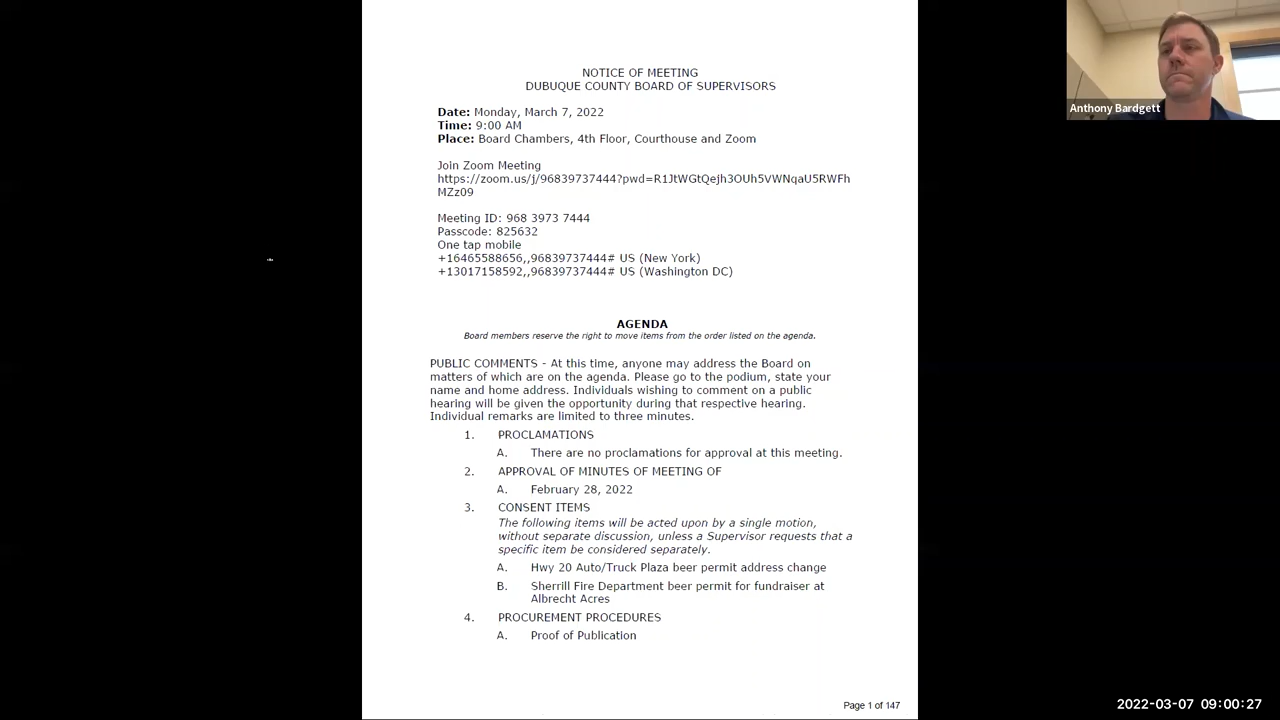 NOTICE OF MEETING
DUBUQUE COUNTY BOARD OF SUPERVISORS
Date: Monday, March 7, 2022
Time: 9:00 AM
Place: Board Chambers, 4th Floor, Courthouse and Zoom
Join Zoom Meeting
https://zoom.us/j/96839737444?pwd=R1JtWGtQejh3OUh5VWNqaU5RWFh
MZz09
Meeting ID: 968 3973 7444
Passcode: 825632
One tap mobile
+16465588656,,96839737444# US (New York)
+13017158592,,96839737444# US (Washington DC)
AGENDA
Board members reserve the right to move items from the order listed on the agenda.
PUBLIC COMMENTS - At this time, anyone may address the Board on
matters of which are on the agenda. Please go to the podium, state your
name and home address. Individuals wishing to comment on a public
hearing will be given the opportunity during that respective hearing.
Individual remarks are limited to three minutes.
1. PROCLAMATIONS
A. There are no proclamations for approval at this meeting.
2. APPROVAL OF MINUTES OF MEETING OF
A. February 28, 2022
3. CONSENT ITEMS
The following items will be acted upon by a single motion,
without separate discussion, unless a Supervisor requests that a
specific item be considered separately.
A. Hwy 20 Auto/Truck Plaza beer permit address change
B. Sherrill Fire Department beer permit for fundraiser at
Albrecht Acres
4. PROCUREMENT PROCEDURES
A. Proof of Publication
Page 1 of 147
Anthony Bardgett
2022-03-07 09:00:27